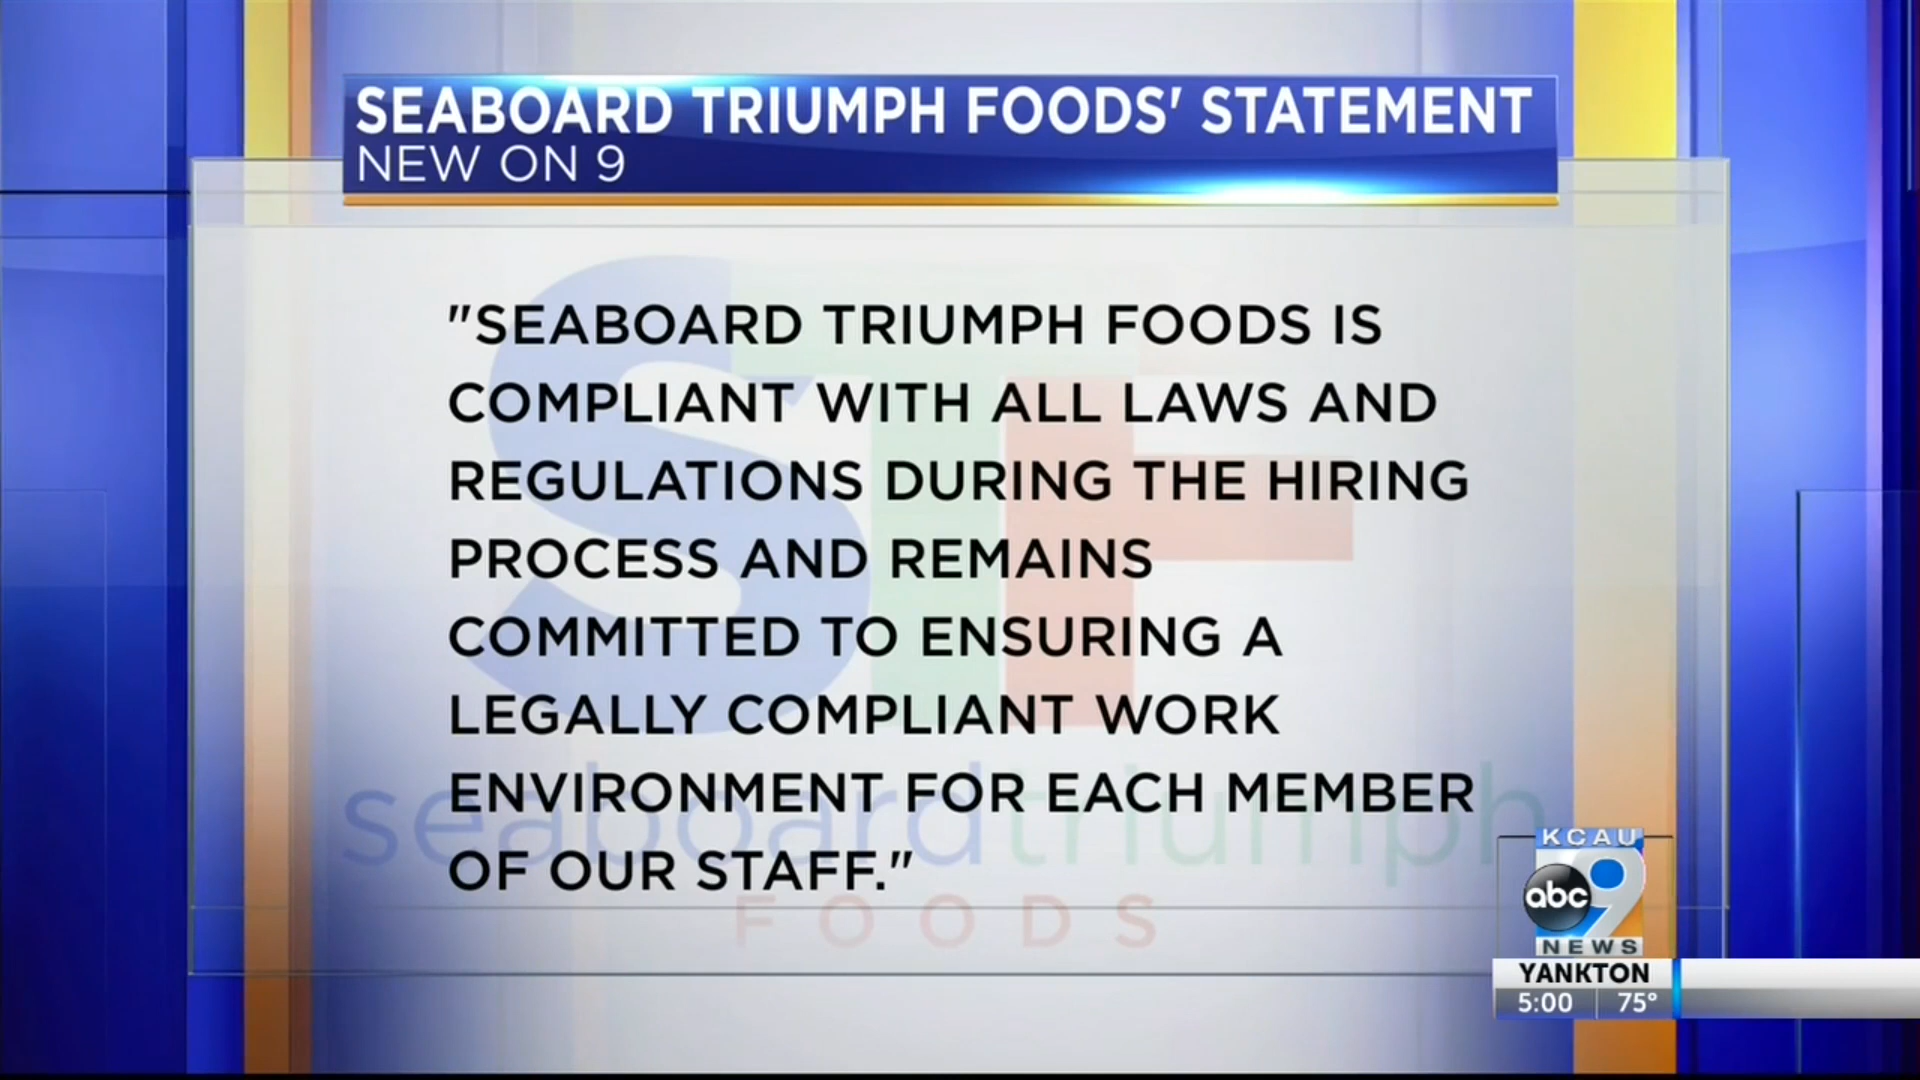 SEABOARD TRIUMPH FOODS' STATEMENT
NEW ON 9
"SEABOARD TRIUMPH FOODS IS
COMPLIANT WITH ALL LAWS AND
REGULATIONS DURING THE HIRING
PROCESS AND REMAINS
COMMITTED TO ENSURING A
LEGALLY COMPLIANT WORK
ENVIRONMENT FOR EACH MEMBER
OF OUR STAFF."
STF
seaboardtriumph
FOODS
KCAU
abc 9
NEWS
YANKTON
5:00 75°